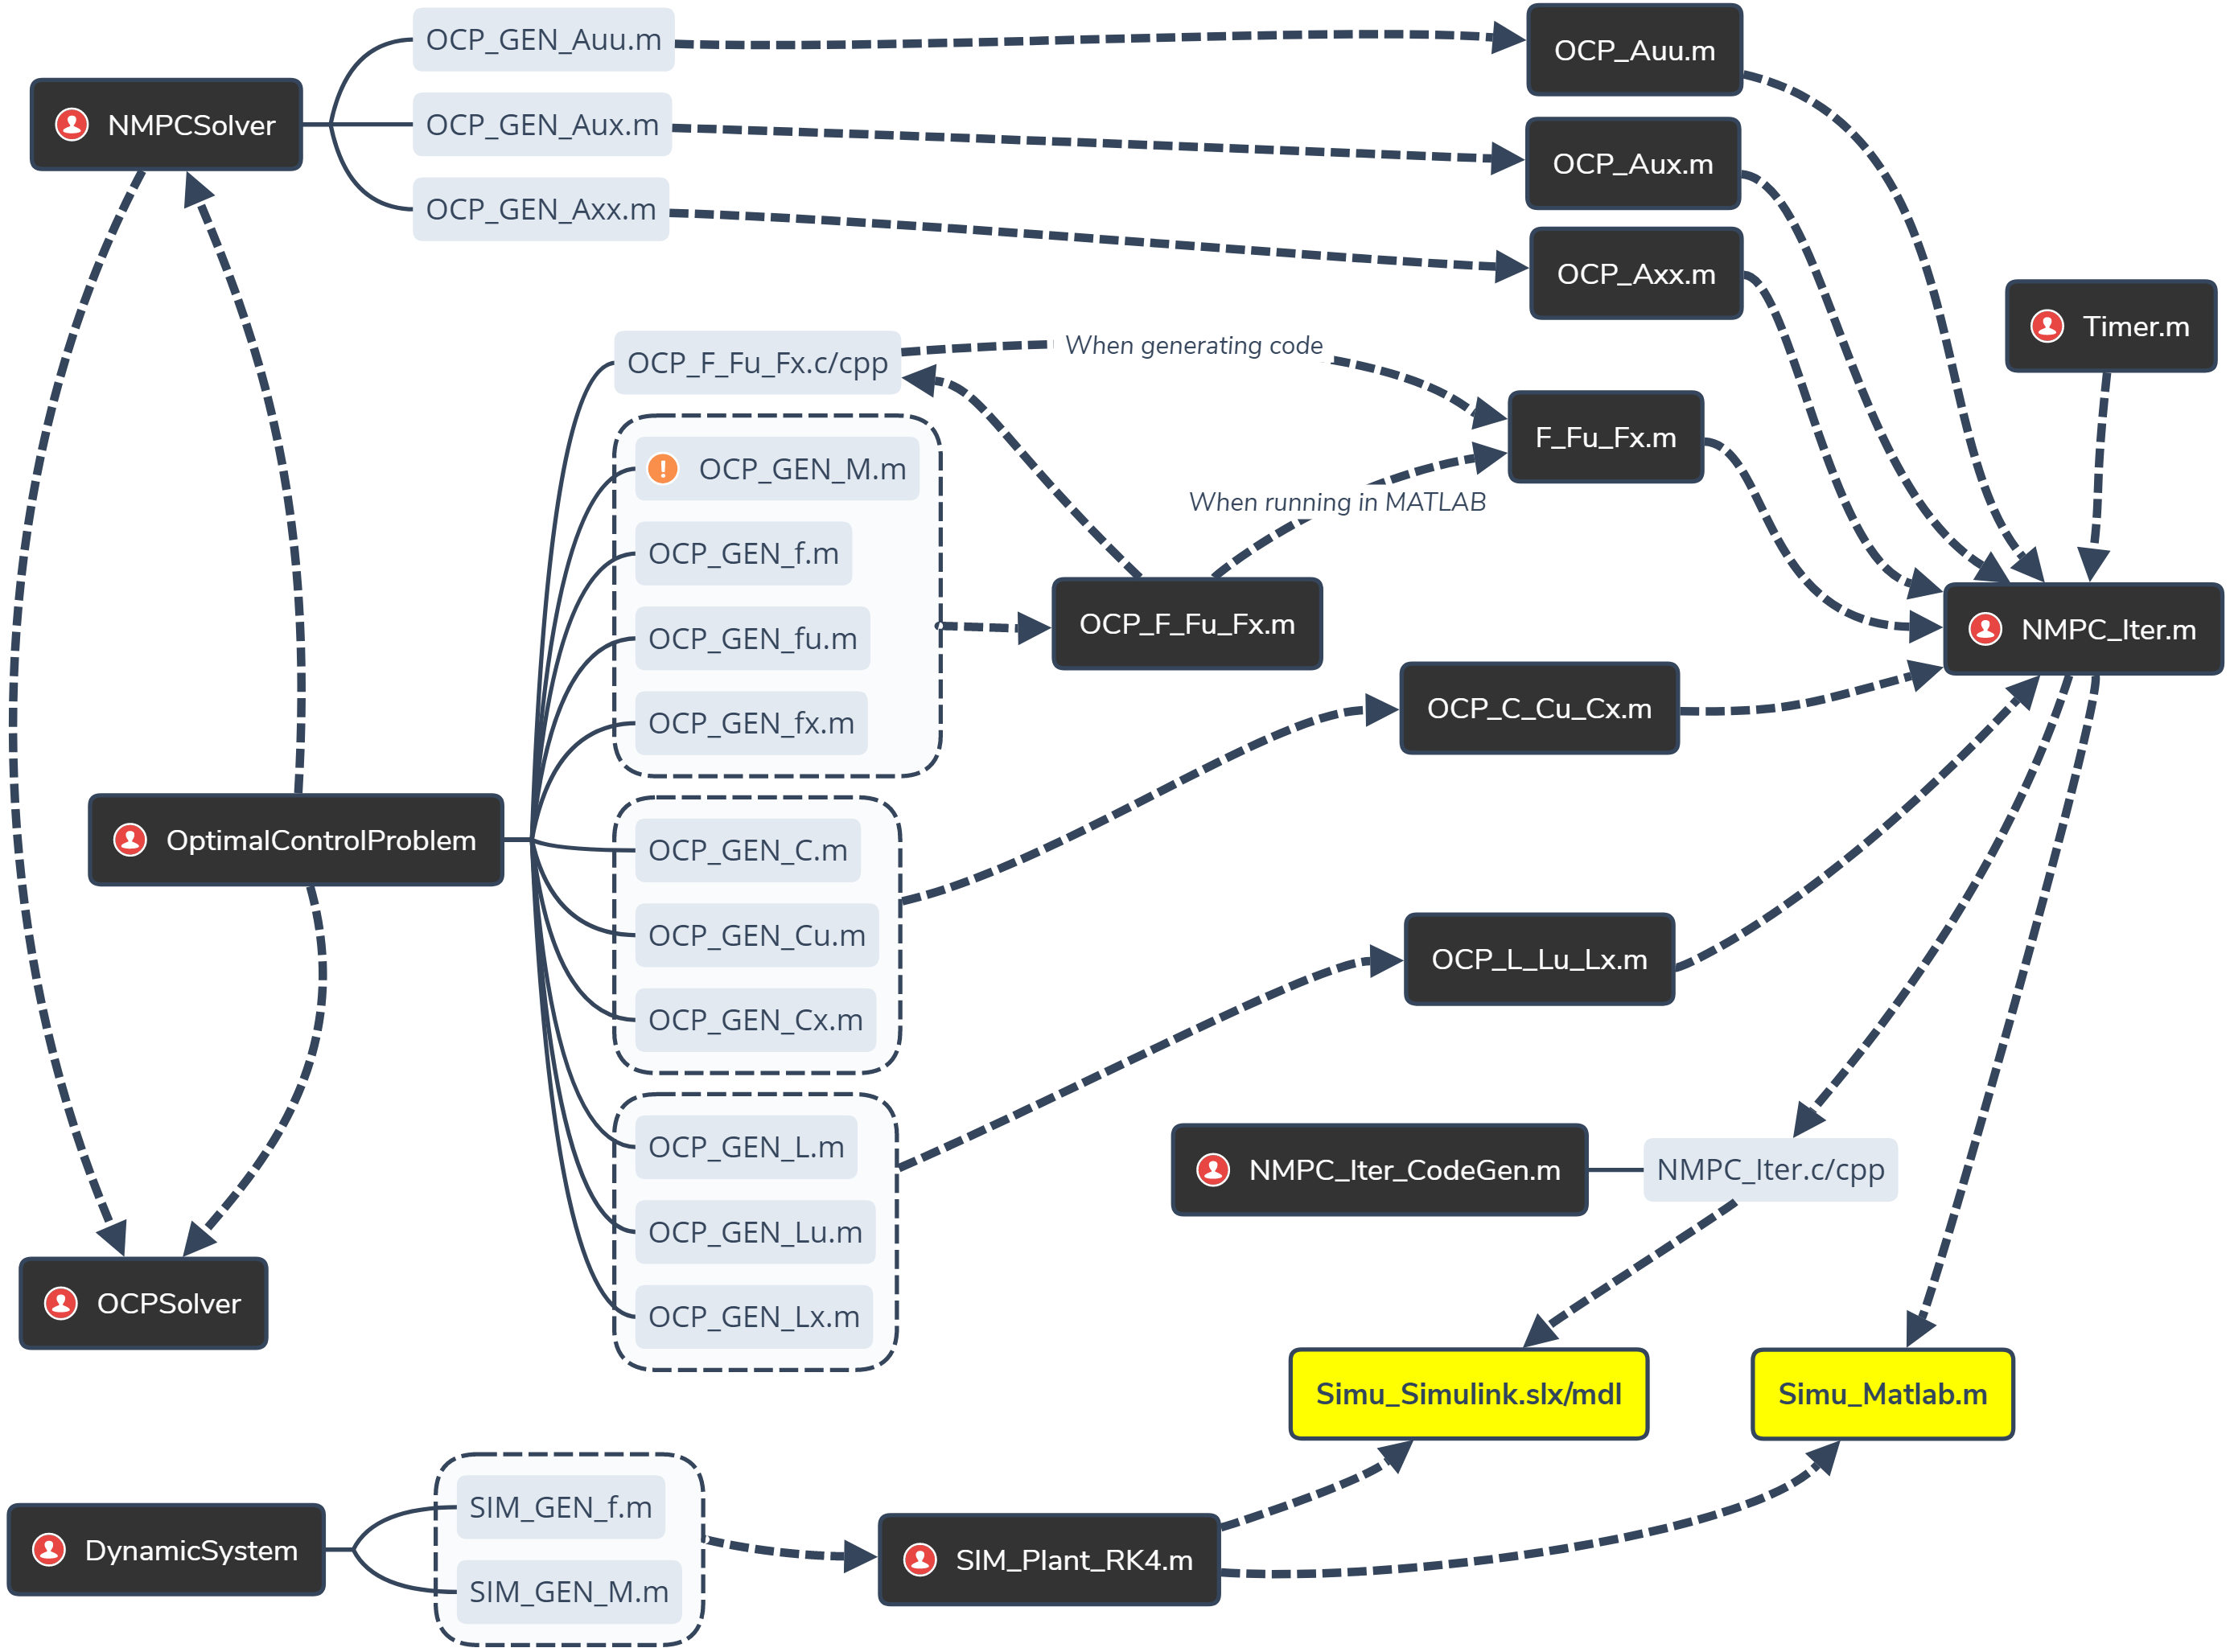 OCP_GEN_Auu.m
OCP_Auu.m
NMPCSolver
OCP_GEN_Aux.m
OCP_Aux.m
OCP_GEN_Axx.m
OCP_Axx.m
Timer.m
OCP_F_Fu_Fx.c/cpp
When generating code
F_Fu_Fx.m
OCP_GEN_M.m
When running in MATLAB
OCP_GEN_f.m
OCP_GEN_fu.m
OCP_F_Fu_Fx.m
NMPC_Iter.m
OCP_GEN_fx.m
OCP_C_Cu_Cx.m
OptimalControlProblem
OCP_GEN_C.m
OCP_GEN_Cu.m
OCP_L_Lu_Lx.m
OCP_GEN_Cx.m
OCP_GEN_L.m
NMPC_Iter_CodeGen.m
NMPC_Iter.c/cpp
OCP_GEN_Lu.m
OCPSolver
OCP_GEN_Lx.m
Simu_Simulink.slx/mdl
Simu_Matlab.m
SIM_GEN_f.m
DynamicSystem
SIM_Plant_RK4.m
SIM_GEN_M.m